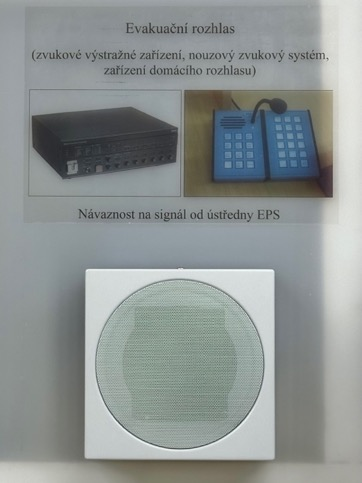 Evakuační rozhlas
(zvukové výstražné zařízení, nouzový zvukový systém,
zařízení domácího rozhlasu)
Návaznost na signál od ústředny EPS